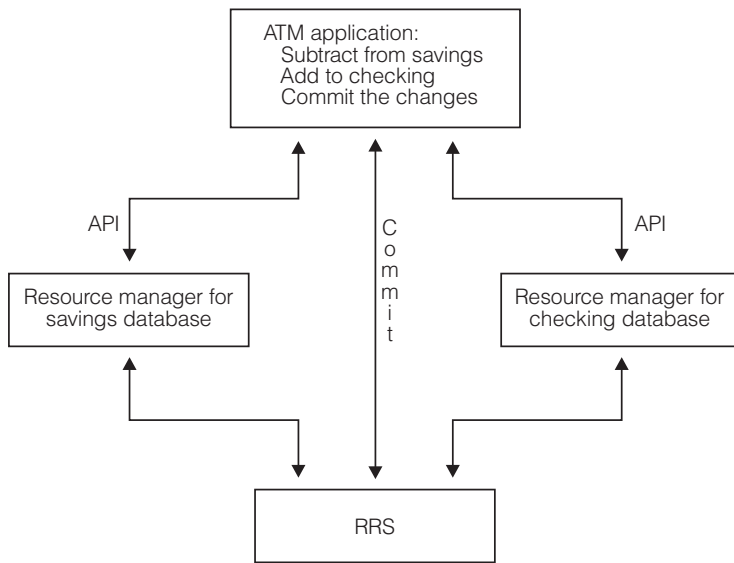 ATM application:
Subtract from savings
Add to checking
Commit the changes
API
Commit
API
Resource manager for
savings database
Resource manager for
checking database
RRS